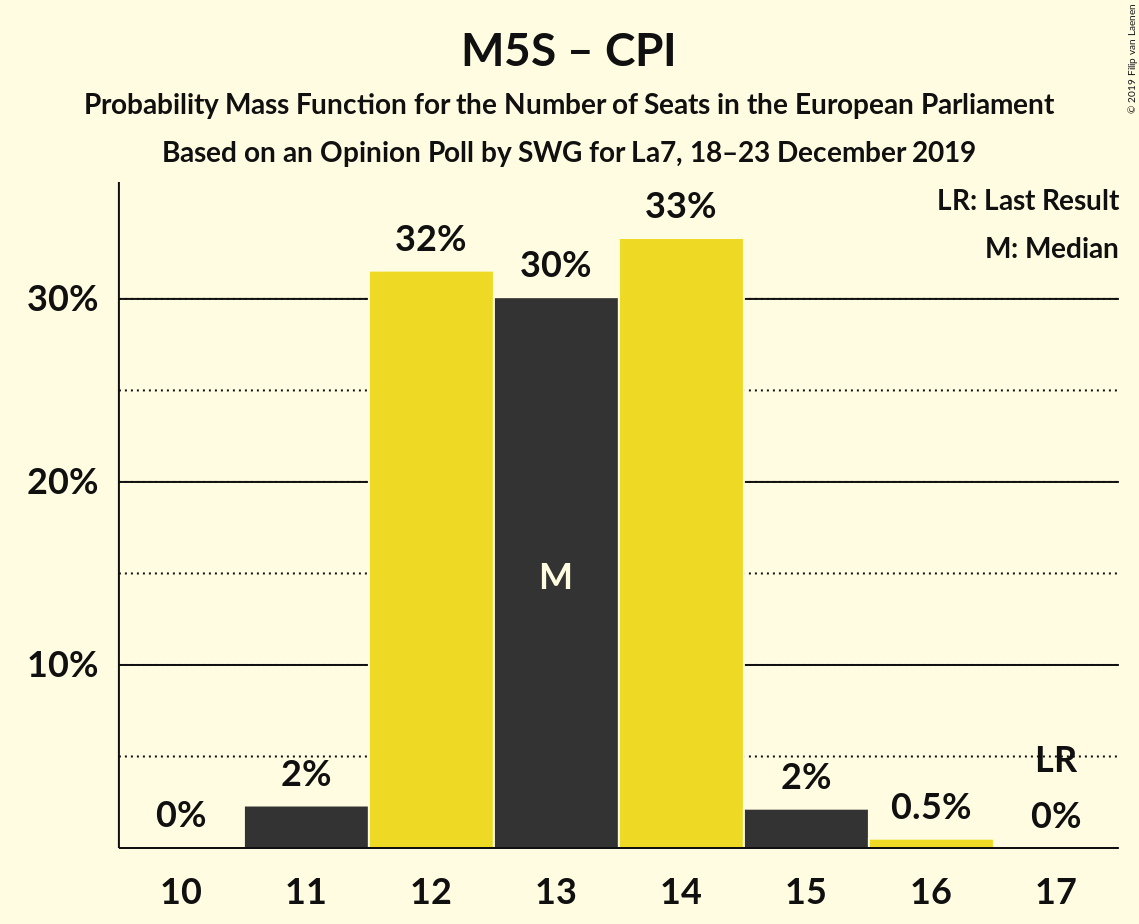 M5S – CPI
Probability Mass Function for the Number of Seats in the European Parliament
Based on an Opinion Poll by SWG for La7, 18–23 December 2019
© 2019 Filip van Laenen
LR: Last Result
M: Median
30%
20%
10%
0%
2%
32%
30%
33%
2%
0.5%
0%
LR
M
10 11 12 13 14 15 16 17